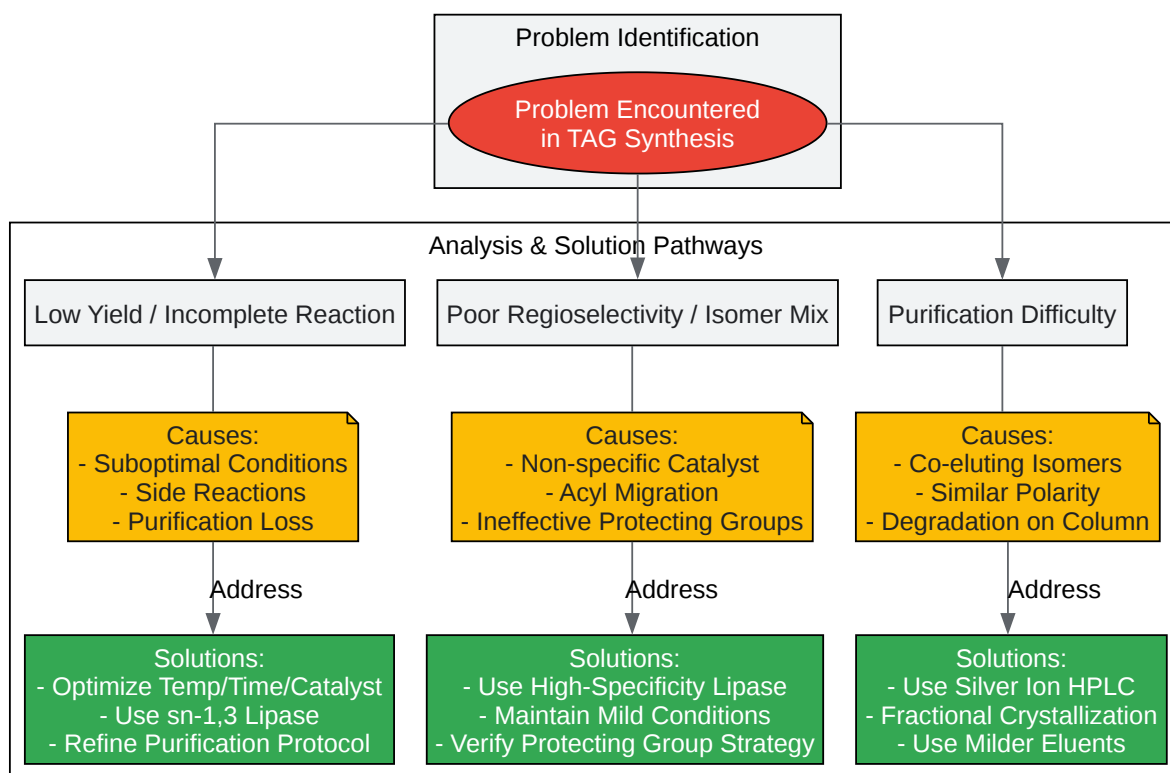 Problem Identification
Problem Encountered
in TAG Synthesis
Analysis & Solution Pathways
Low Yield / Incomplete Reaction
Poor Regioselectivity / Isomer Mix
Purification Difficulty
Causes:
- Suboptimal Conditions
- Side Reactions
- Purification Loss
Causes:
- Non-specific Catalyst
- Acyl Migration
- Ineffective Protecting Groups
Causes:
- Co-eluting Isomers
- Similar Polarity
- Degradation on Column
Address
Address
Address
Solutions:
- Optimize Temp/Time/Catalyst
- Use sn-1,3 Lipase
- Refine Purification Protocol
Solutions:
- Use High-Specificity Lipase
- Maintain Mild Conditions
- Verify Protecting Group Strategy
Solutions:
- Use Silver Ion HPLC
- Fractional Crystallization
- Use Milder Eluents